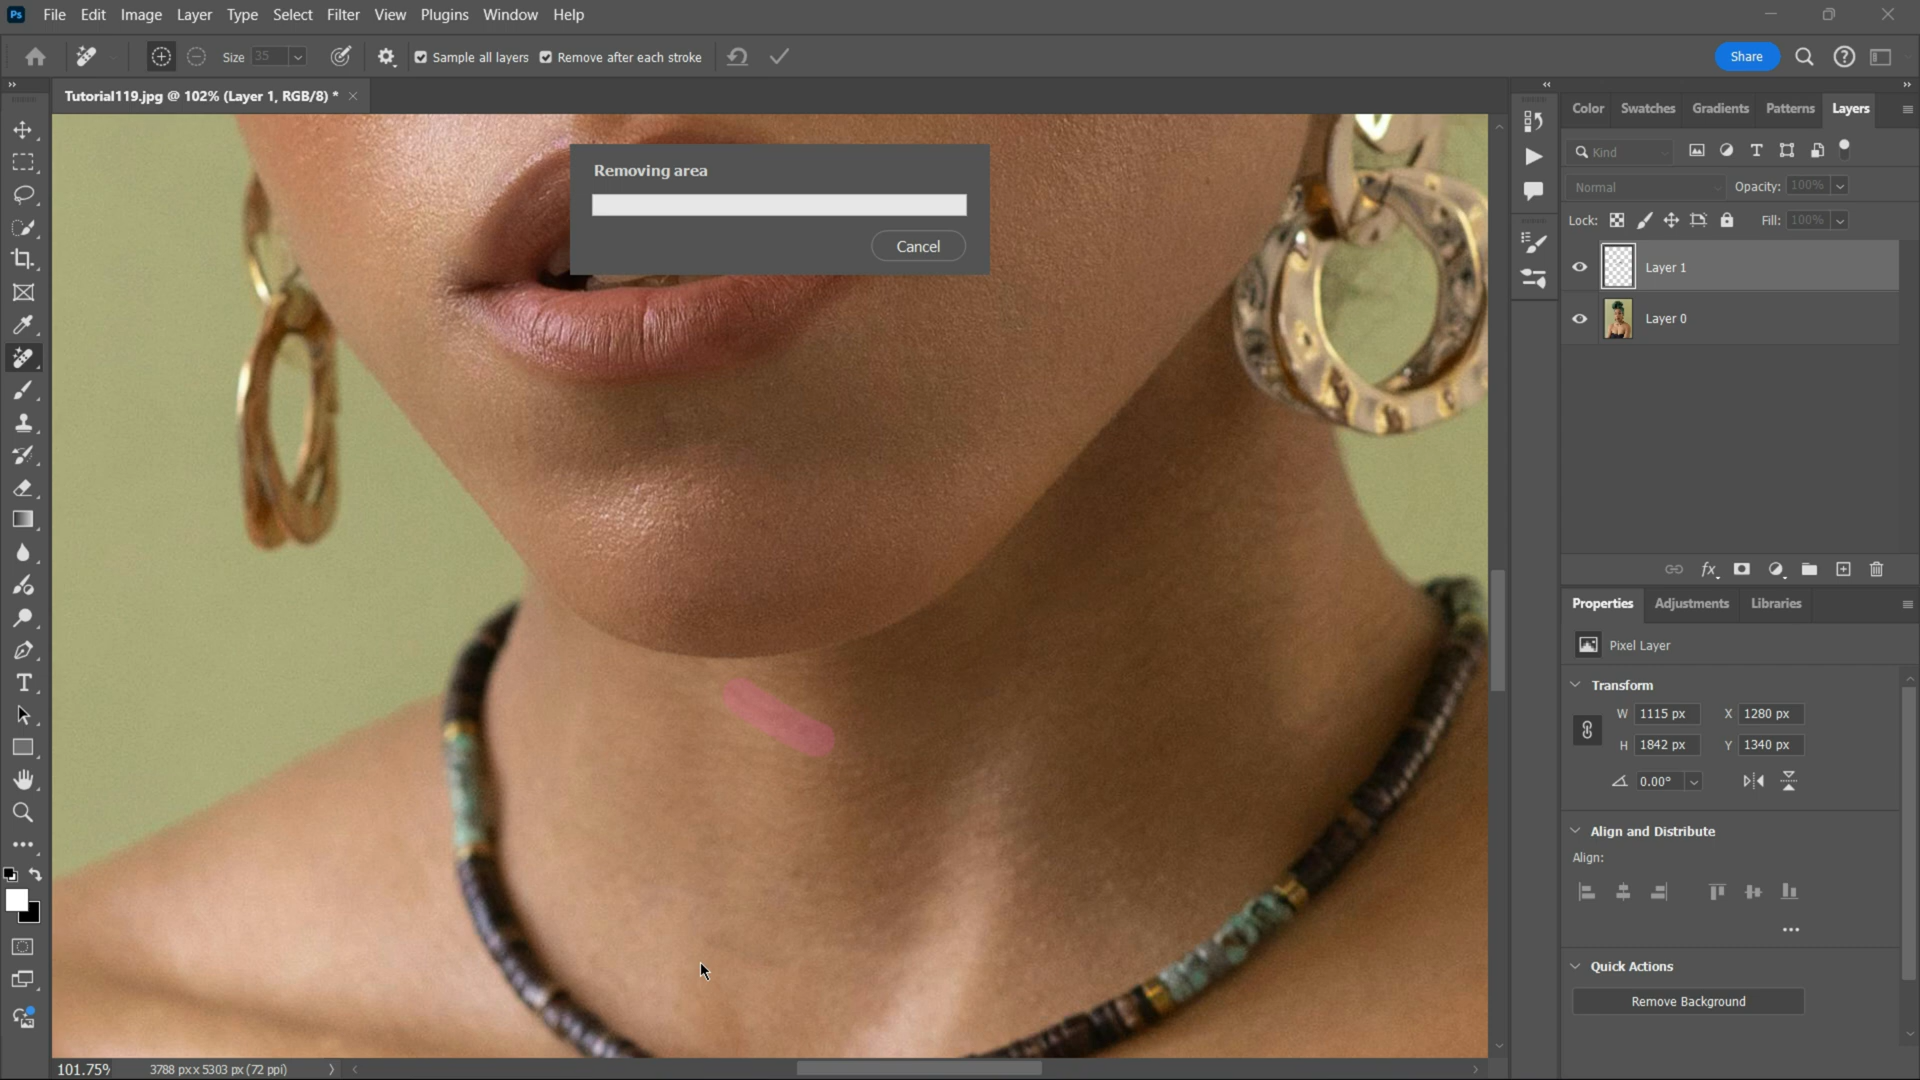 Ps File Edit Image Layer Type Select Filter View Plugins Window Help
Size 35 Sample all layers Remove after each stroke Share
Tutorial119.jpg @ 102% (Layer 1, RGB/8) *
Color Swatches Gradients Patterns Layers
Removing area
Cancel
Kind
Normal Opacity: 100%
Lock: Fill: 100%
Layer 1
Layer 0
fx
Properties Adjustments Libraries
Pixel Layer
Transform
W 1115 px X 1280 px
H 1842 px Y 1340 px
0.00°
Align and Distribute
Align:
Quick Actions
Remove Background
101.75% 3788 px x 5303 px (72 ppi)